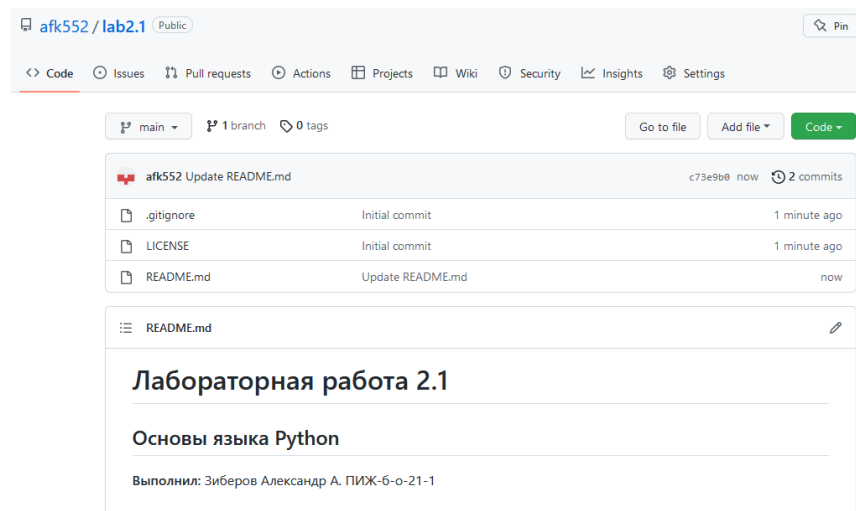 afk552 / lab2.1 Public Pin
Code Issues Pull requests Actions Projects Wiki Security Insights Settings
main 1 branch 0 tags Go to file Add file Code
afk552 Update README.md c73e9b0 now 2 commits
.gitignore Initial commit 1 minute ago
LICENSE Initial commit 1 minute ago
README.md Update README.md now
README.md
Лабораторная работа 2.1
Основы языка Python
Выполнил: Зиберов Александр А. ПИЖ-б-о-21-1